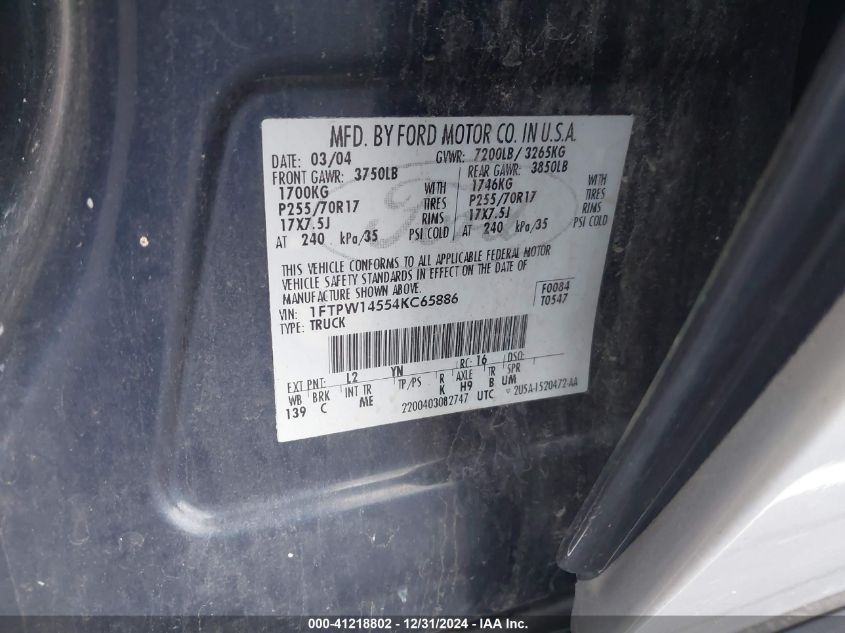 MFD. BY FORD MOTOR CO. IN U.S.A.
DATE: 03/04 GVWR: 7200LB / 3265KG
FRONT GAWR: 3750LB REAR GAWR: 3850LB
1700KG WITH 1746KG WITH
P255/70R17 TIRES P255/70R17 TIRES
17X7.5J RIMS 17X7.5J RIMS
AT 240 kPa/35 PSI COLD AT 240 kPa/35 PSI COLD
Ford
THIS VEHICLE CONFORMS TO ALL APPLICABLE FEDERAL MOTOR
VEHICLE SAFETY STANDARDS IN EFFECT ON THE DATE OF
MANUFACTURE SHOWN ABOVE.
VIN: 1FTPW14554KC65886 F0084
TYPE: TRUCK T0547
EXT PNT: L2 YN RC: 16 DSO:
WB BRK INT TR TP/PS R AXLE TR SPR
139 C ME K H9 B UM
2200403082747 UTC 2U5A-1520472-AA
000-41218802 - 12/31/2024 - IAA Inc.